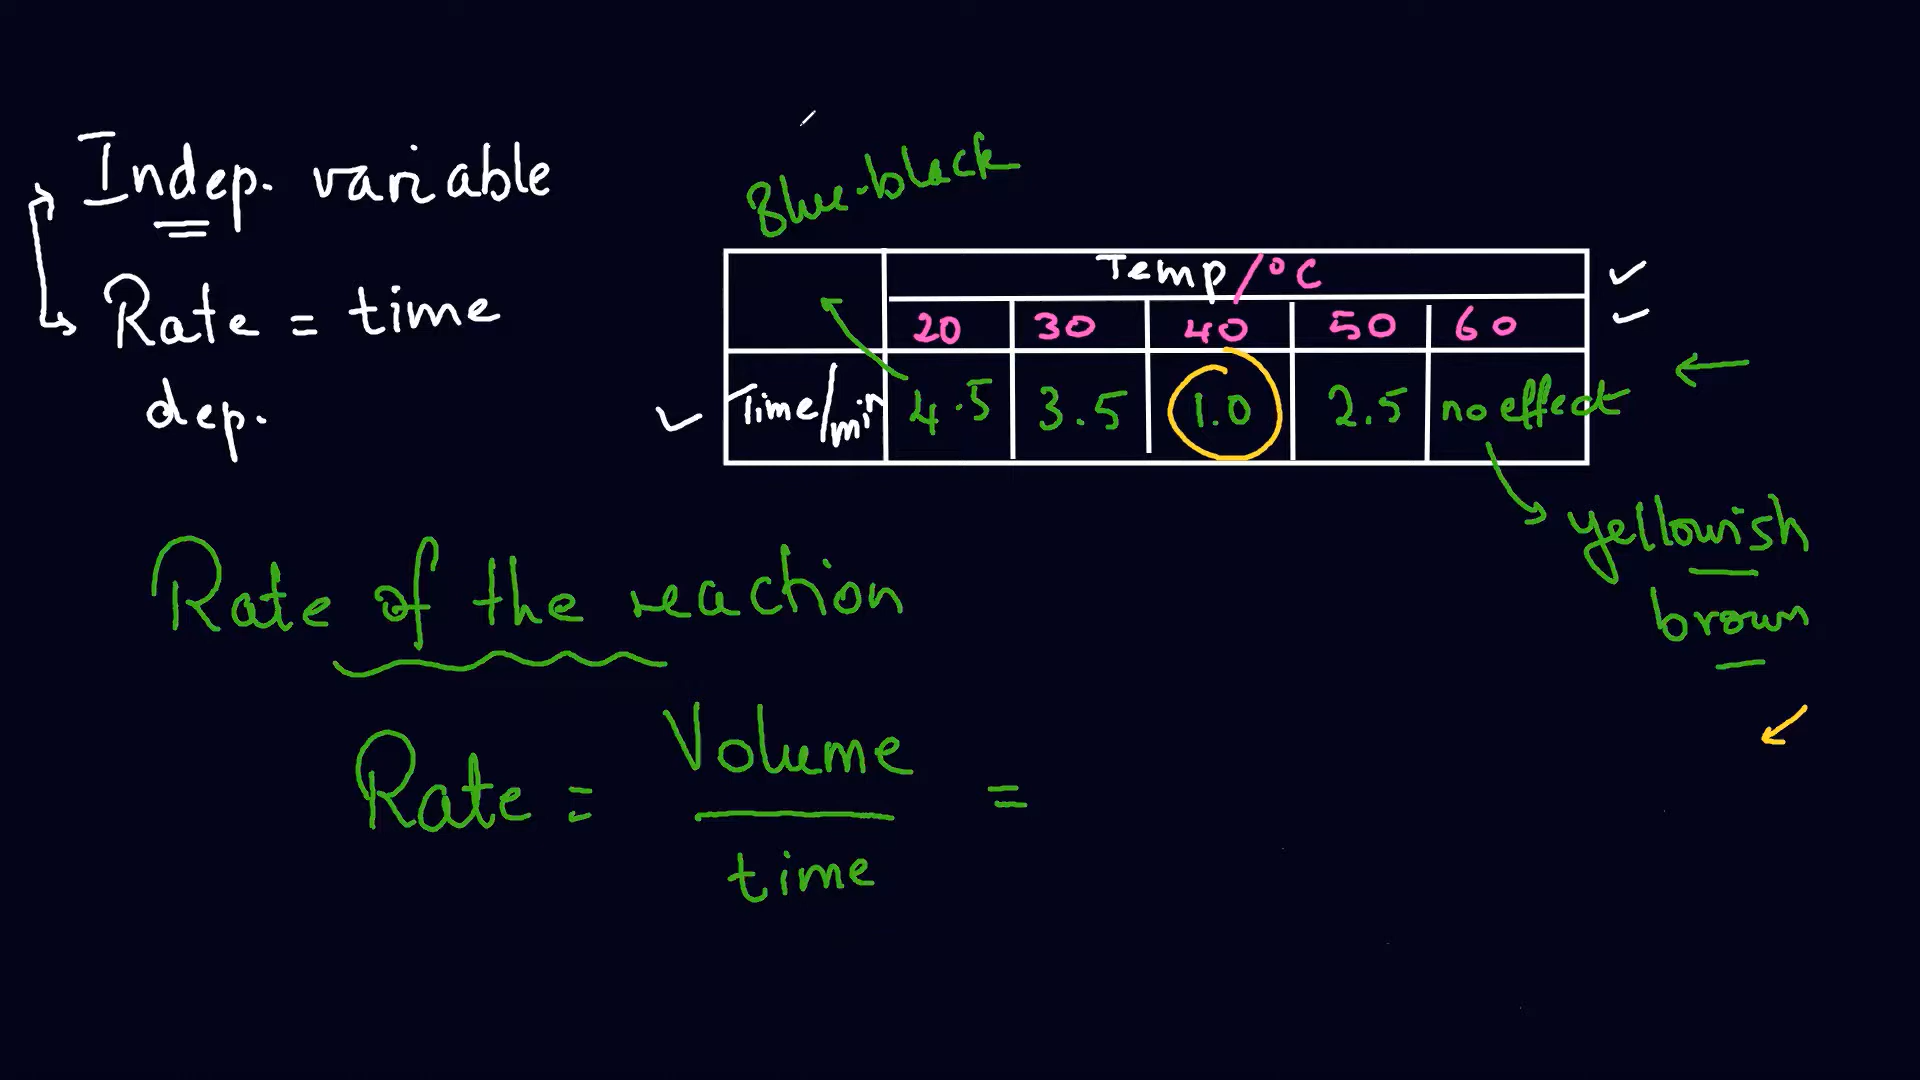 Indep. variable
Rate = time
dep.
Blue-black
Temp/°C
20 30 40 50 60
Time/min 4.5 3.5 1.0 2.5 no effect
yellowish
brown
Rate of the reaction
Rate = Volume
time
=